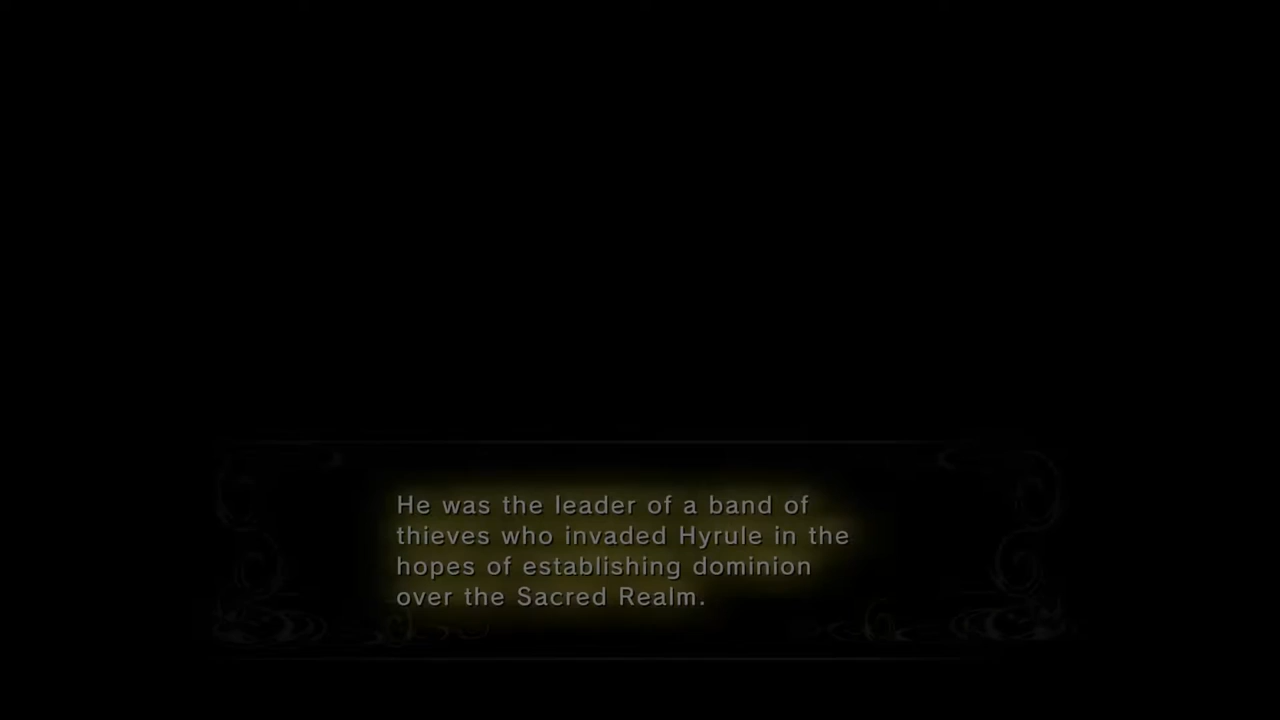 He was the leader of a band of
thieves who invaded Hyrule in the
hopes of establishing dominion
over the Sacred Realm.